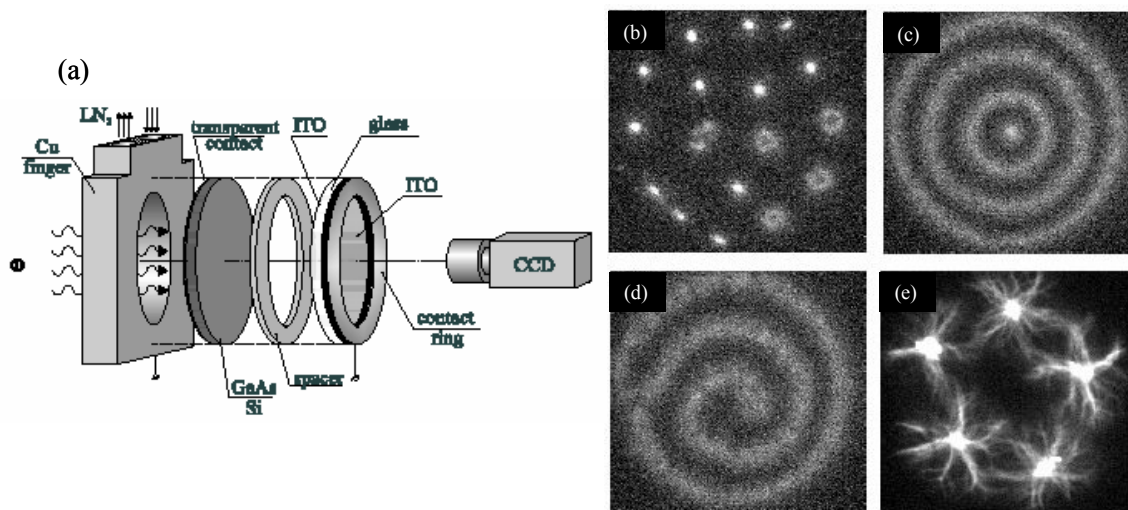 (a)
LN₂
transparent
contact
ITO
glass
Cu
finger
ITO
CCD
contact
ring
spacer
GaAs
Si
(b)
(c)
(d)
(e)